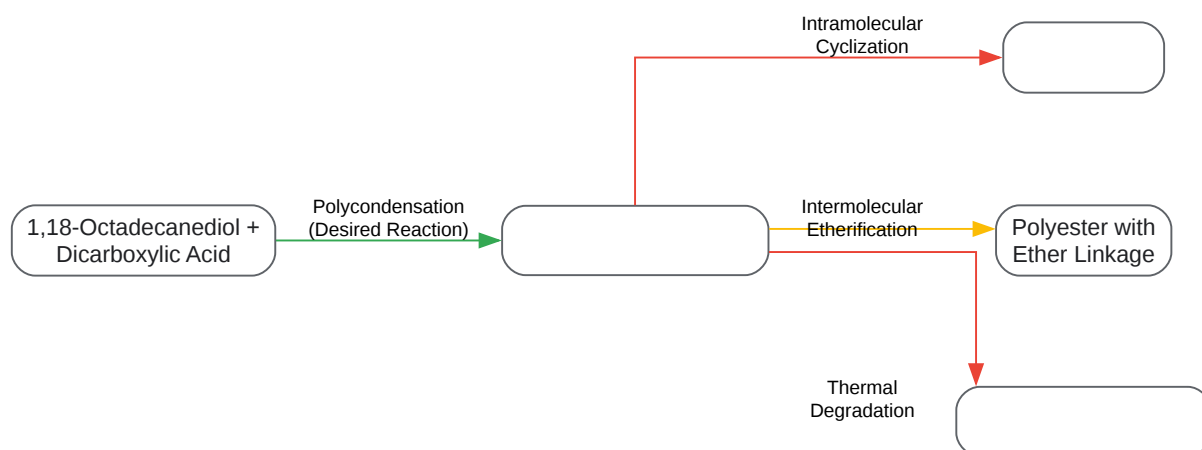 Intramolecular
Cyclization
1,18-Octadecanediol +
Dicarboxylic Acid
Polycondensation
(Desired Reaction)
Intermolecular
Etherification
Polyester with
Ether Linkage
Thermal
Degradation